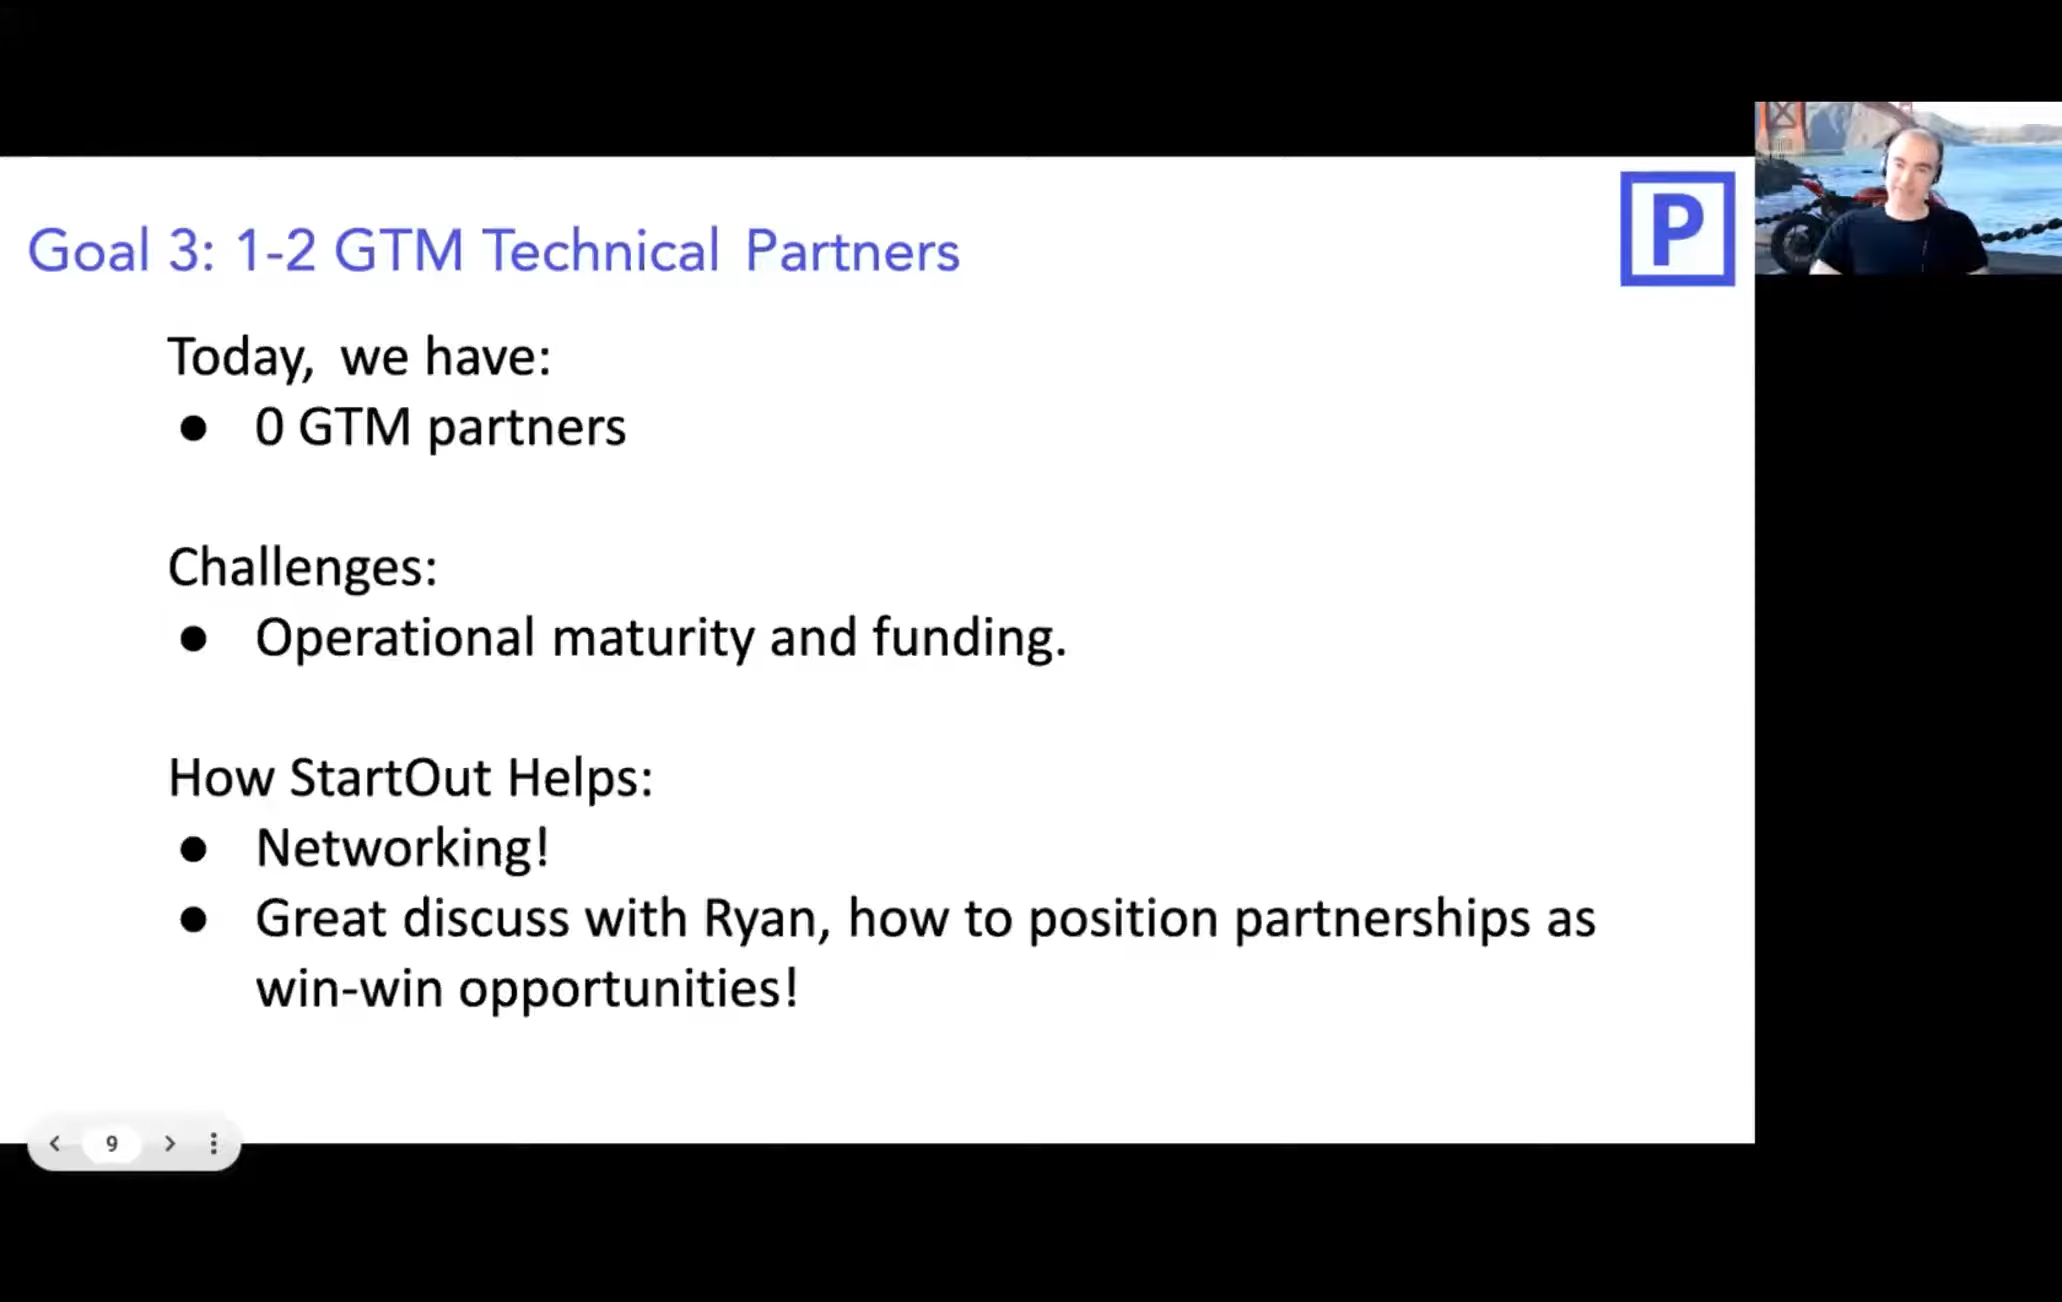 P
Goal 3: 1-2 GTM Technical Partners
Today, we have:
● 0 GTM partners
Challenges:
● Operational maturity and funding.
How StartOut Helps:
● Networking!
● Great discuss with Ryan, how to position partnerships as
win-win opportunities!
9